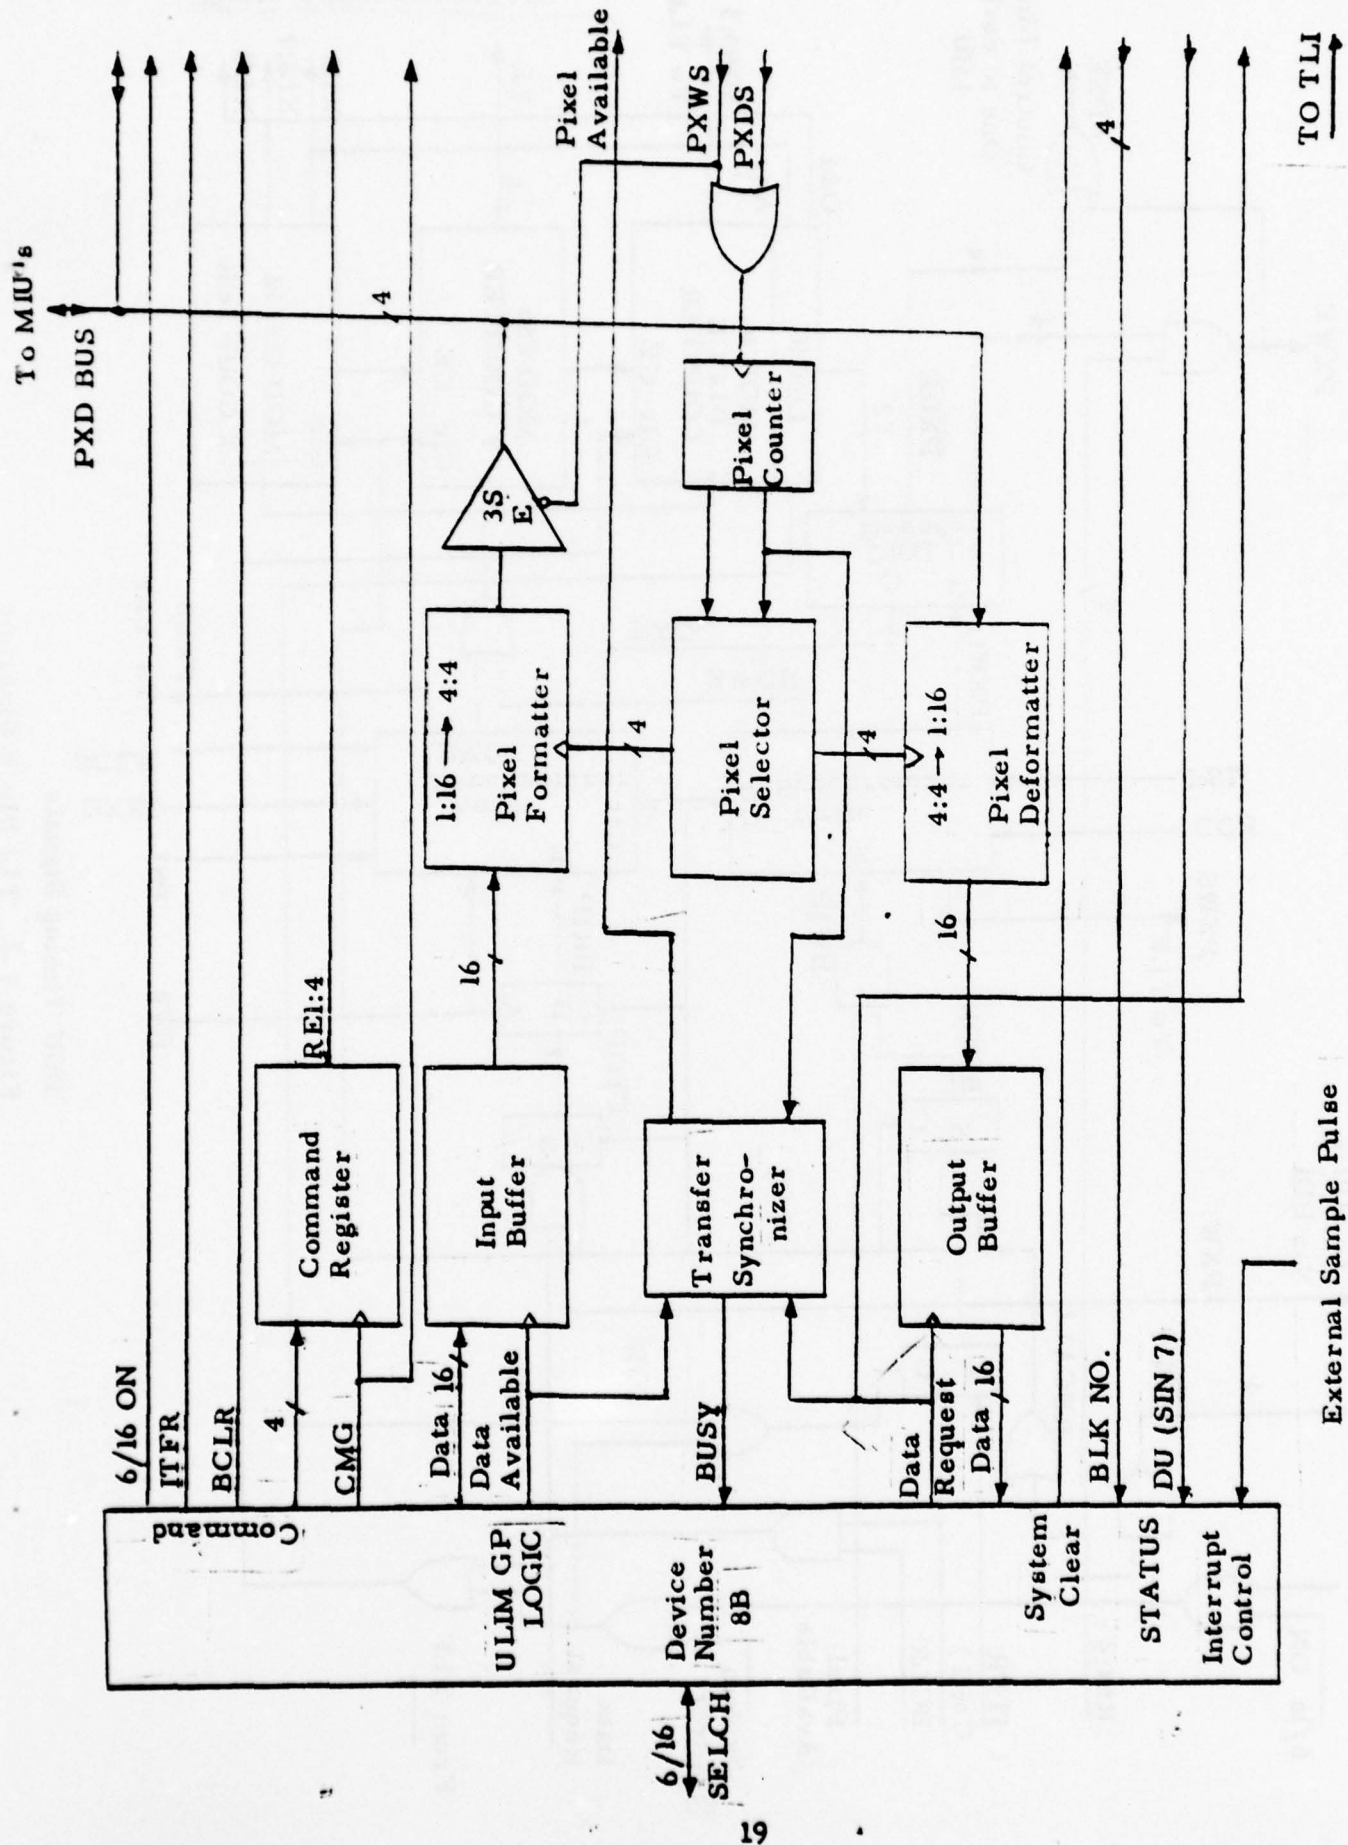 To MIU's
PXD BUS
6/16 ON
ITFR
BCLR
4
CMG
Command
Command
Register
RE1:4
4
Data 16
Data
Available
Input
Buffer
16
1:16 → 4:4
Pixel
Formatter
3S
E
Pixel
Available
PXWS
PXDS
ULIM GP
LOGIC
Device
Number
8B
6/16
SELCH
BUSY
Transfer
Synchro-
nizer
4
Pixel
Selector
4
Pixel
Counter
Data
Request
Data 16
Output
Buffer
16
4:4 → 1:16
Pixel
Deformatter
System
Clear
STATUS
Interrupt
Control
BLK NO.
4
DU (SIN 7)
External Sample Pulse
TO TLI
19